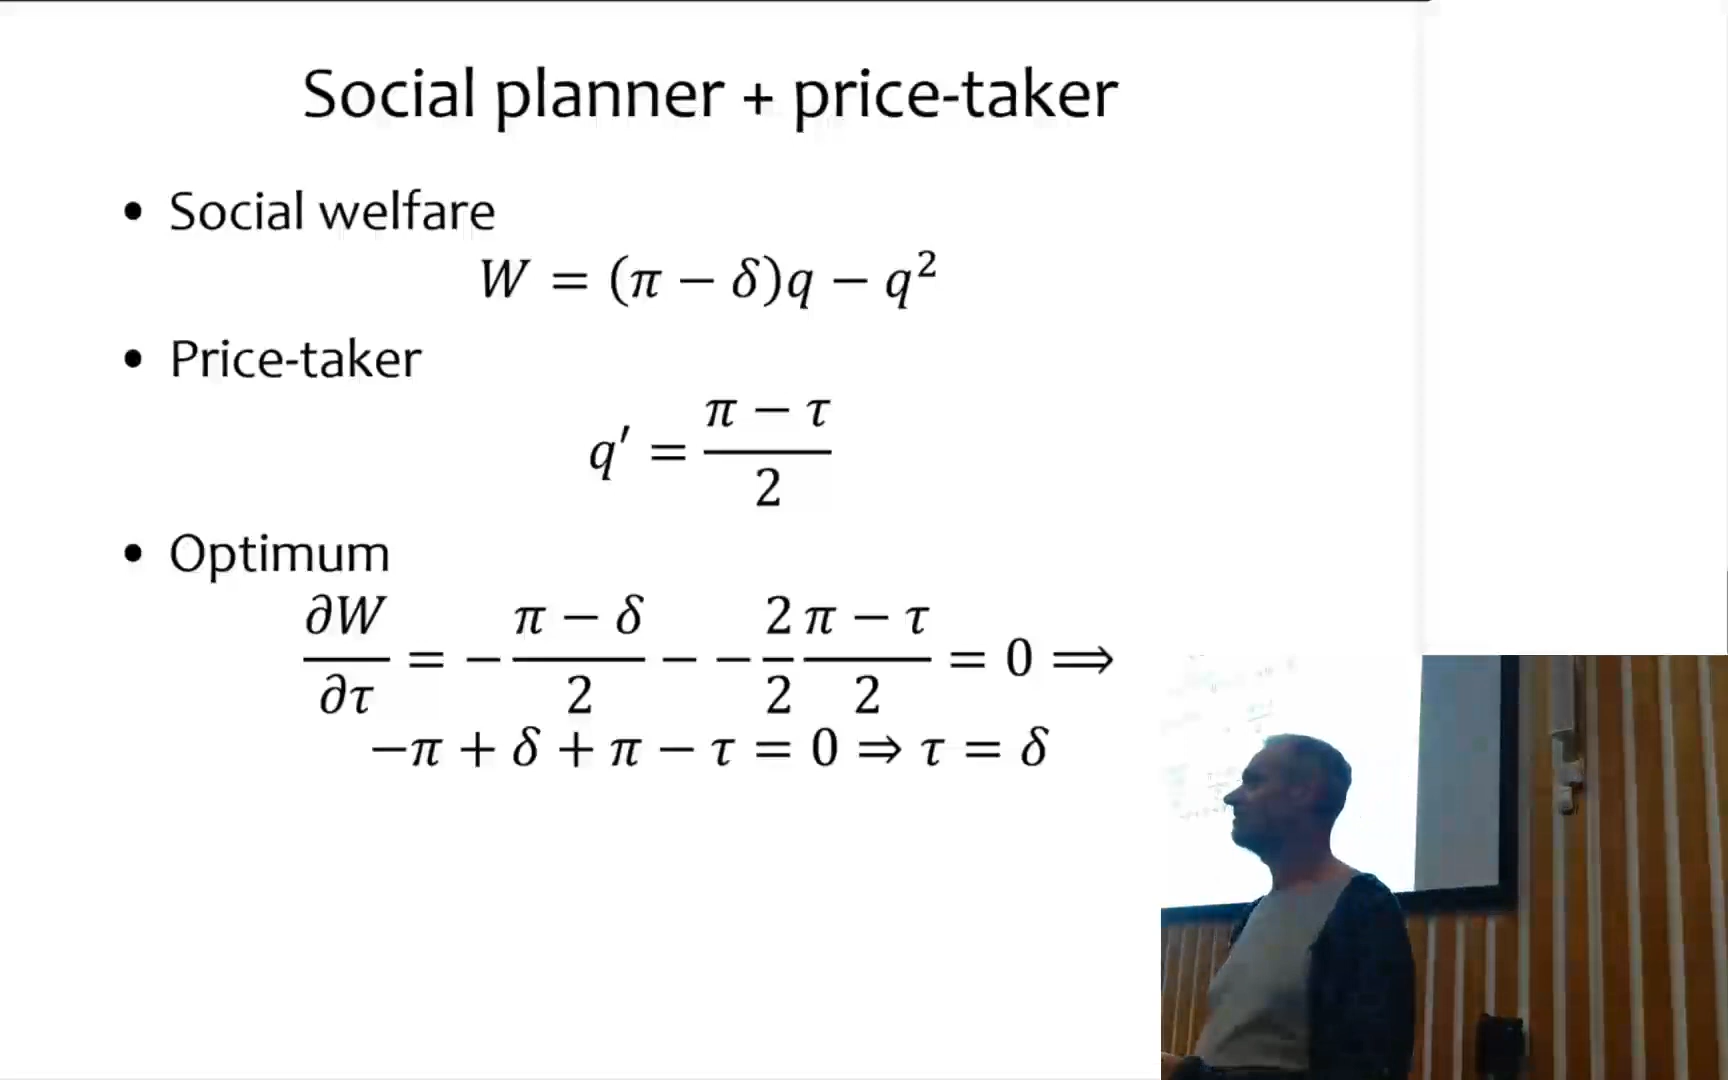 Social planner + price-taker
• Social welfare
W = (π − δ)q − q²
• Price-taker
q′ = (π − τ)/2
• Optimum
∂W/∂τ = − (π − δ)/2 − − 2/2 (π − τ)/2 = 0 ⟹
−π + δ + π − τ = 0 ⇒ τ = δ